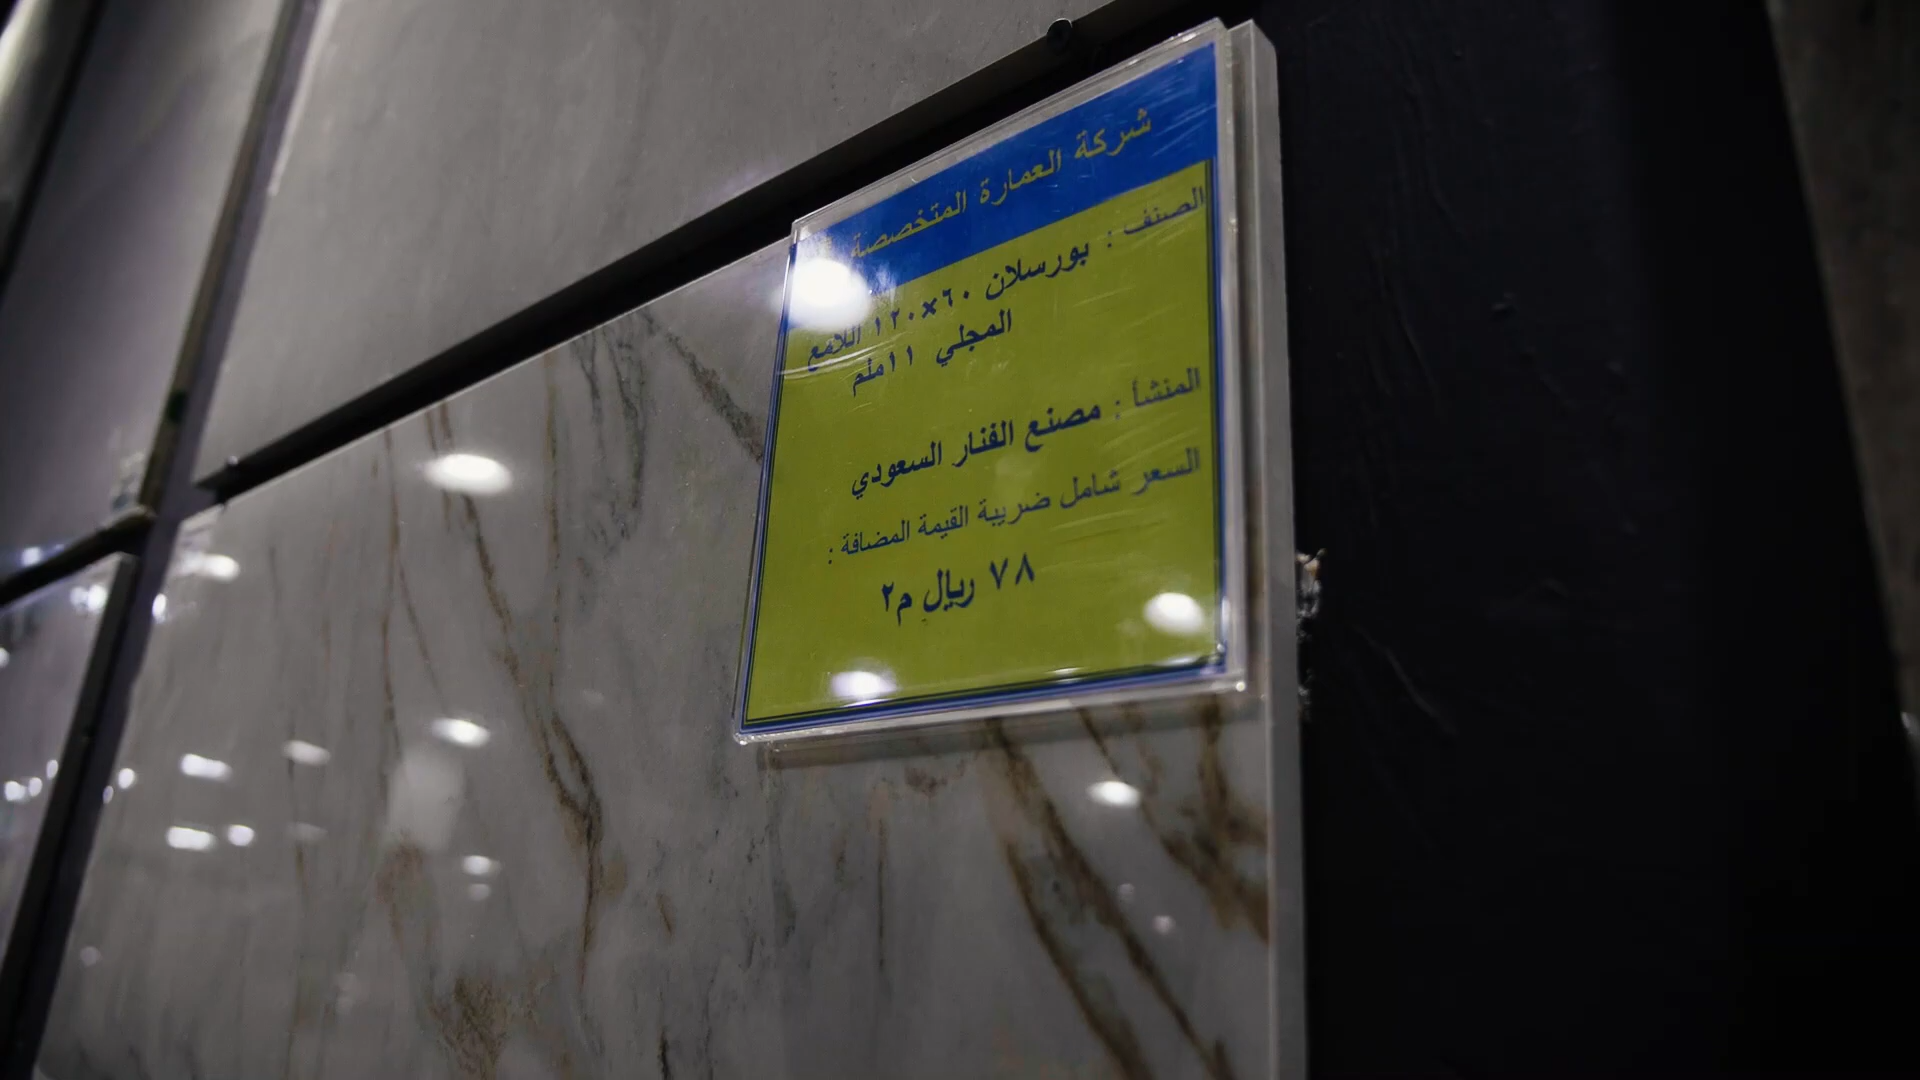 شركة العمارة المتخصصة
الصنف : بورسلان ٦٠×١٢٠ اللامع
المجلي ١١ملم
المنشأ : مصنع الفنار السعودي
السعر شامل ضريبة القيمة المضافة :
٧٨ ريال م٢